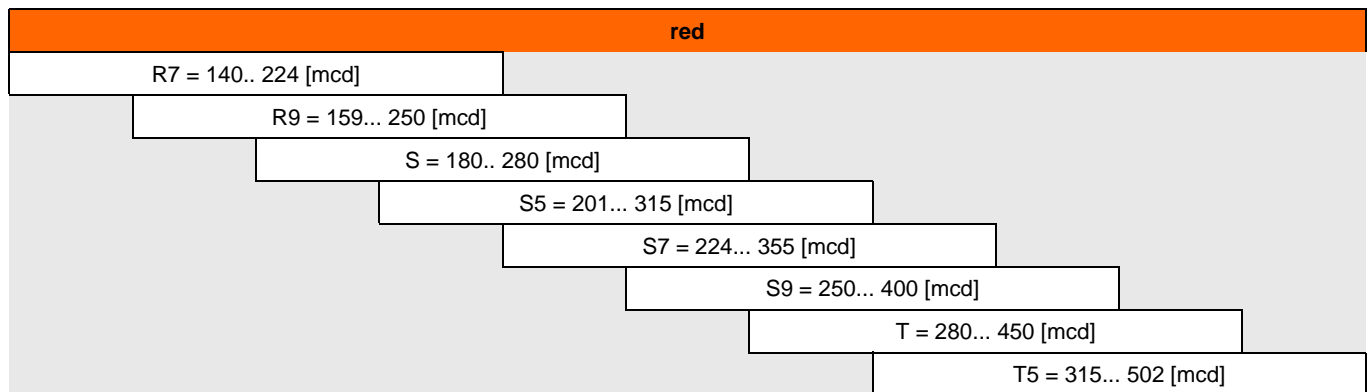 red
R7 = 140.. 224 [mcd]
R9 = 159... 250 [mcd]
S = 180.. 280 [mcd]
S5 = 201... 315 [mcd]
S7 = 224... 355 [mcd]
S9 = 250... 400 [mcd]
T = 280... 450 [mcd]
T5 = 315... 502 [mcd]